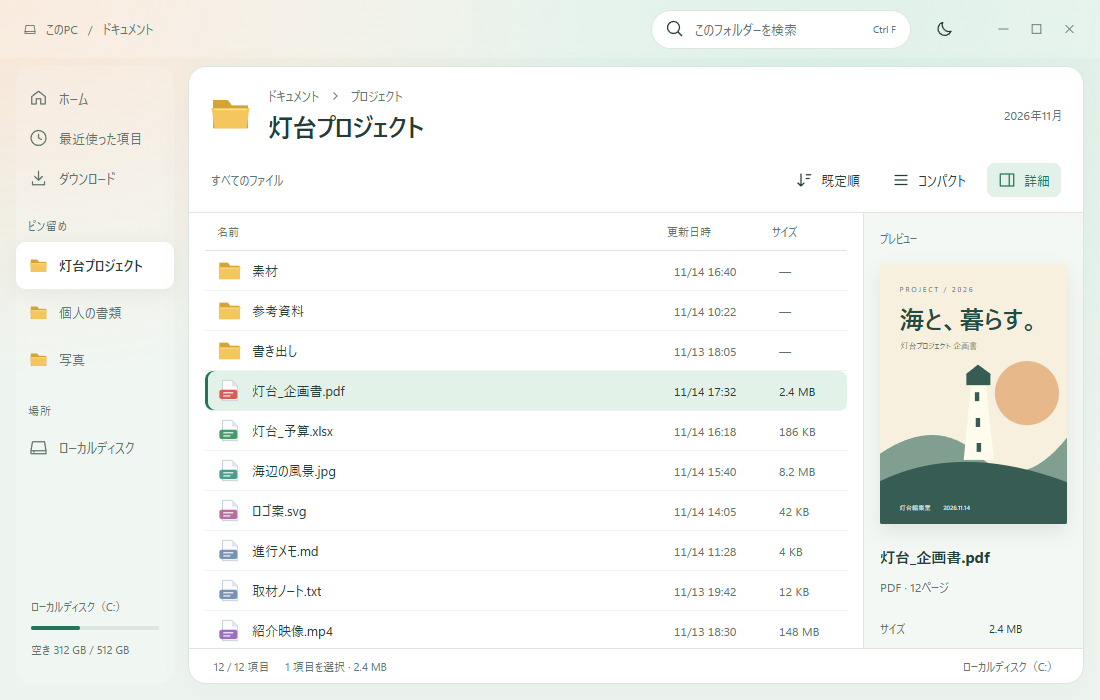 このPC / ドキュメント
このフォルダーを検索 Ctrl F
ホーム
最近使った項目
ダウンロード
ピン留め
灯台プロジェクト
個人の書類
写真
場所
ローカルディスク
ローカルディスク (C:)
空き 312 GB / 512 GB
ドキュメント > プロジェクト
灯台プロジェクト
2026年11月
すべてのファイル
既定順 コンパクト 詳細
名前 更新日時 サイズ
素材 11/14 16:40 —
参考資料 11/14 10:22 —
書き出し 11/13 18:05 —
灯台_企画書.pdf 11/14 17:32 2.4 MB
灯台_予算.xlsx 11/14 16:18 186 KB
海辺の風景.jpg 11/14 15:40 8.2 MB
ロゴ案.svg 11/14 14:05 42 KB
進行メモ.md 11/14 11:28 4 KB
取材ノート.txt 11/13 19:42 12 KB
紹介映像.mp4 11/13 18:30 148 MB
プレビュー
PROJECT / 2026
海と、暮らす。
灯台プロジェクト 企画書
灯台編集室 2026.11.14
灯台_企画書.pdf
PDF · 12ページ
サイズ 2.4 MB
12 / 12 項目 1 項目を選択 · 2.4 MB
ローカルディスク (C:)